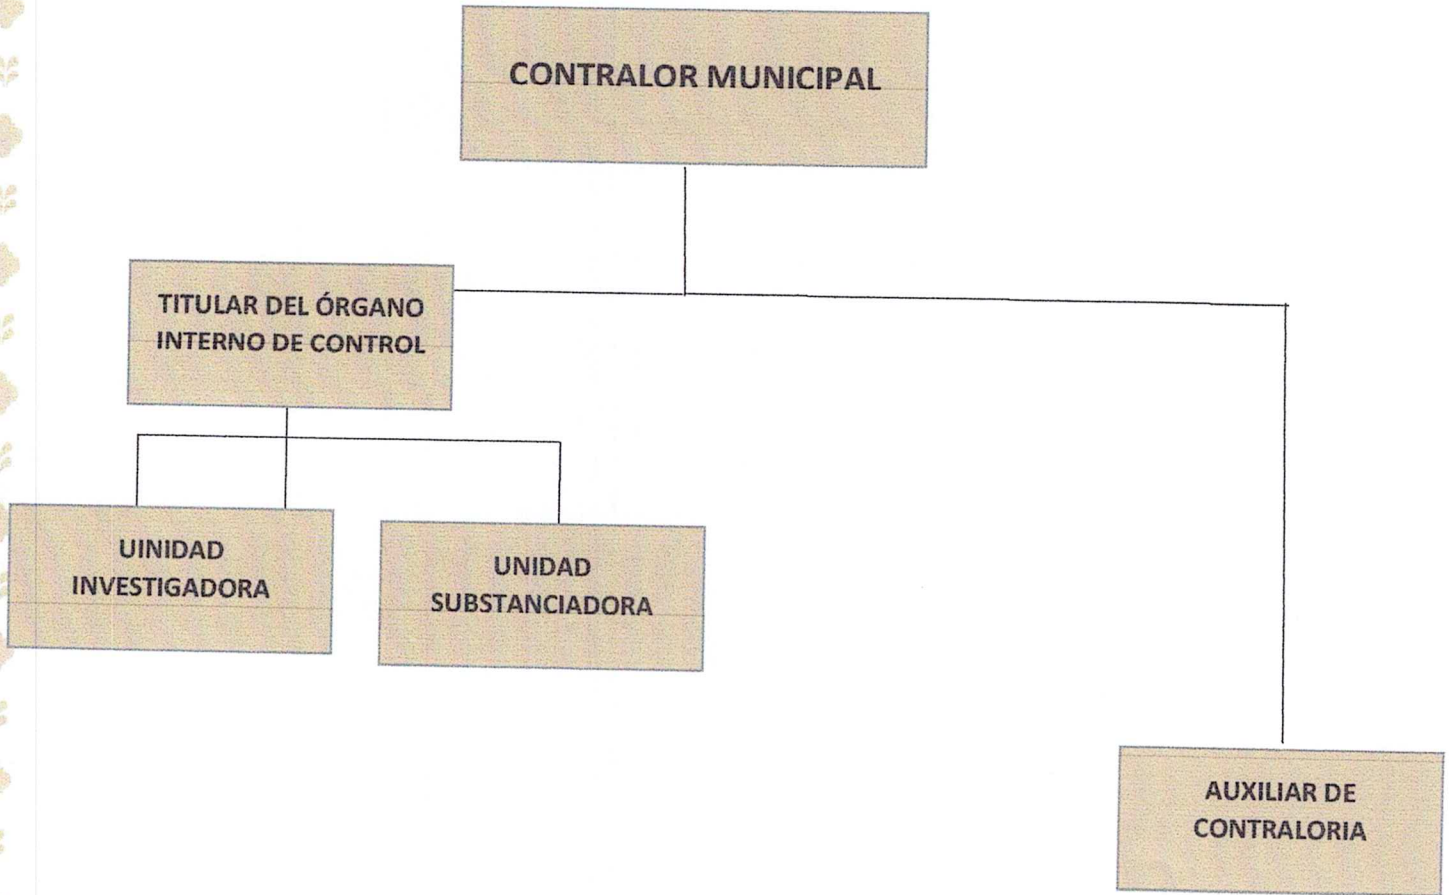 CONTRALOR MUNICIPAL
TITULAR DEL ÓRGANO
INTERNO DE CONTROL
UINIDAD
INVESTIGADORA
UNIDAD
SUBSTANCIADORA
AUXILIAR DE
CONTRALORIA